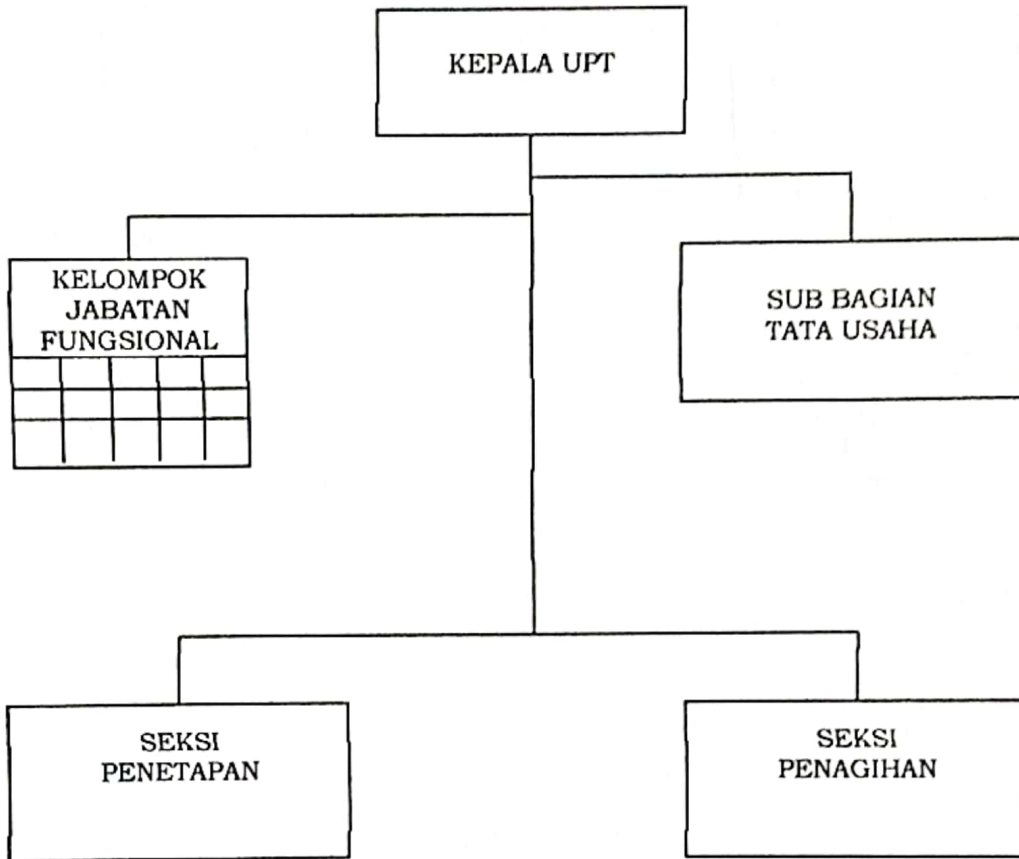 KEPALA UPT
KELOMPOK
JABATAN
FUNGSIONAL
SUB BAGIAN
TATA USAHA
SEKSI
PENETAPAN
SEKSI
PENAGIHAN